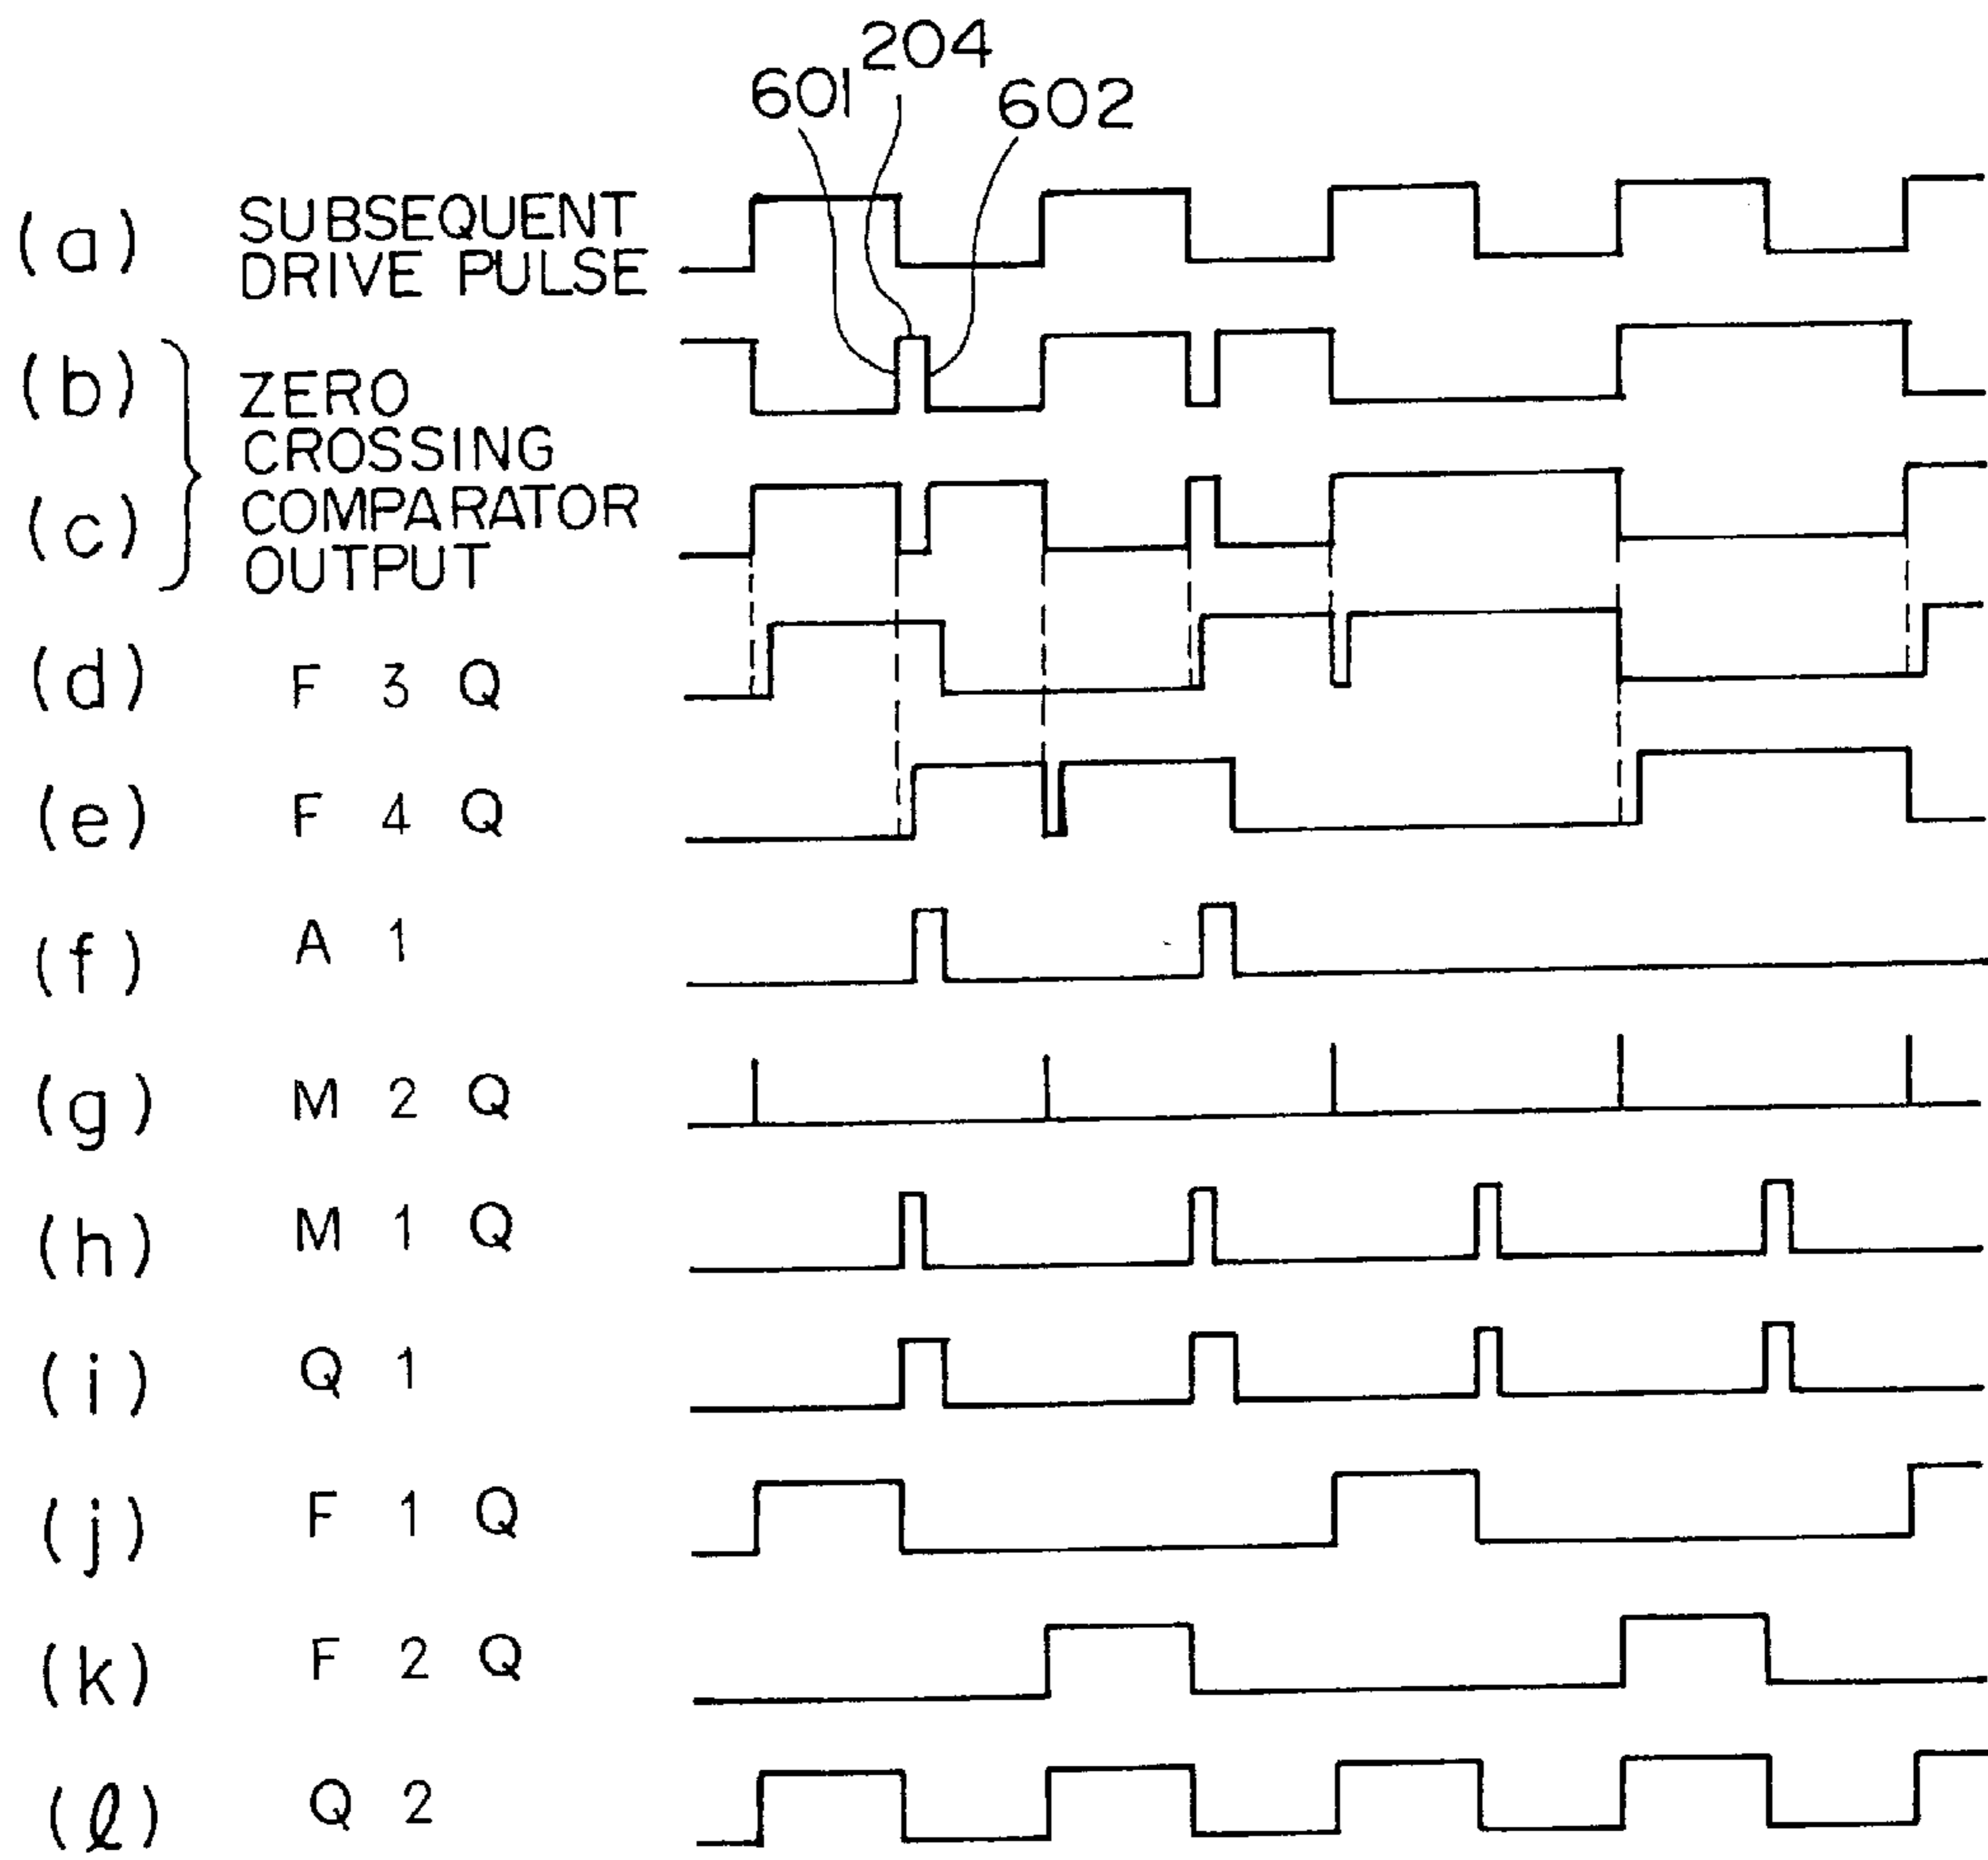 204
601
602
(a) SUBSEQUENT
DRIVE PULSE
(b)
ZERO
CROSSING
(c) COMPARATOR
OUTPUT
(d) F 3 Q
(e) F 4 Q
(f) A 1
(g) M 2 Q
(h) M 1 Q
(i) Q 1
(j) F 1 Q
(k) F 2 Q
(ℓ) Q 2